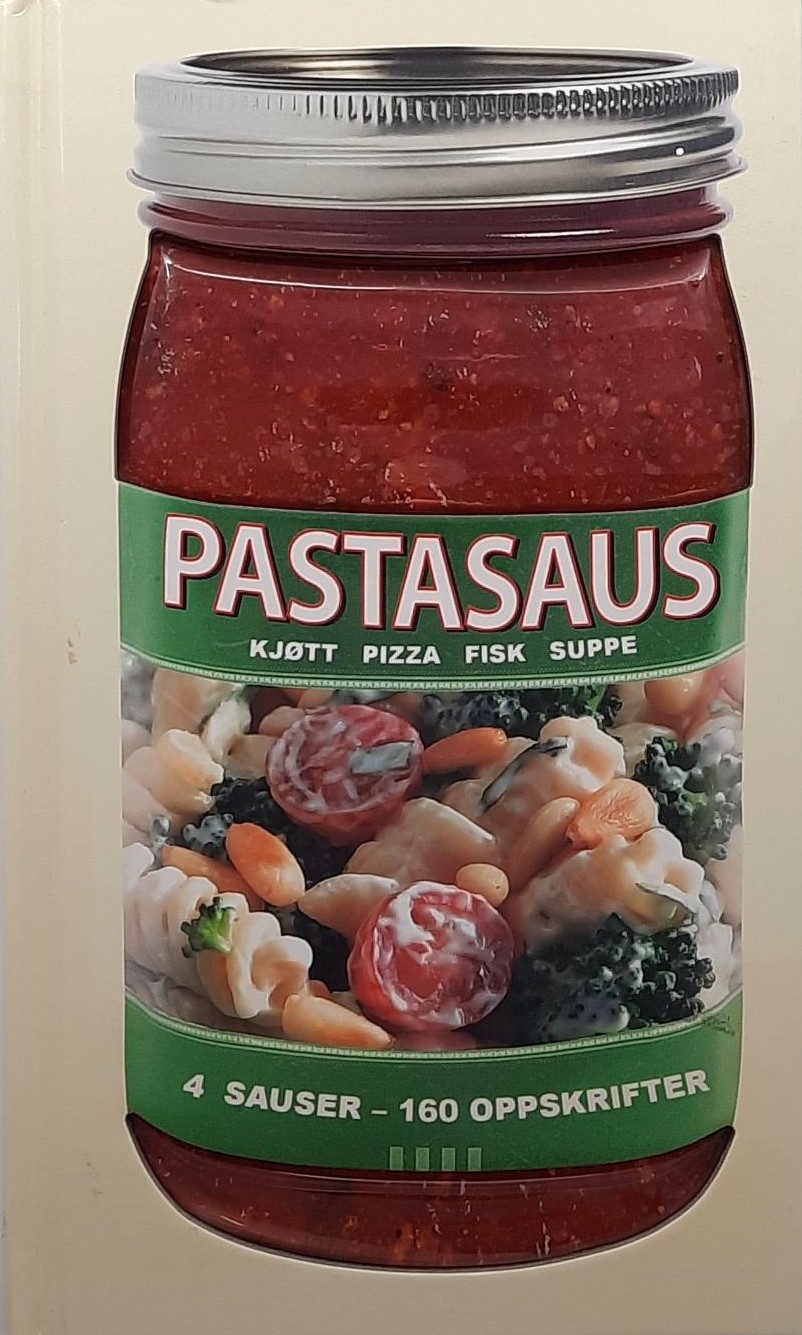 PASTASAUS
KJØTT PIZZA FISK SUPPE
4 SAUSER – 160 OPPSKRIFTER